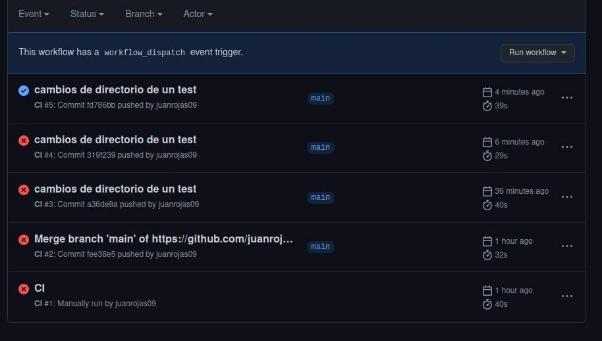 Event Status Branch Actor
This workflow has a workflow_dispatch event trigger. Run workflow
cambios de directorio de un test
main
4 minutes ago
CI #5: Commit fd786bb pushed by juanrojas09
39s
cambios de directorio de un test
main
6 minutes ago
CI #4: Commit 319f239 pushed by juanrojas09
29s
cambios de directorio de un test
main
36 minutes ago
CI #3: Commit a36de8a pushed by juanrojas09
40s
Merge branch 'main' of https://github.com/juanroj...
main
1 hour ago
CI #2: Commit fee38e5 pushed by juanrojas09
32s
CI
1 hour ago
CI #1: Manually run by juanrojas09
40s